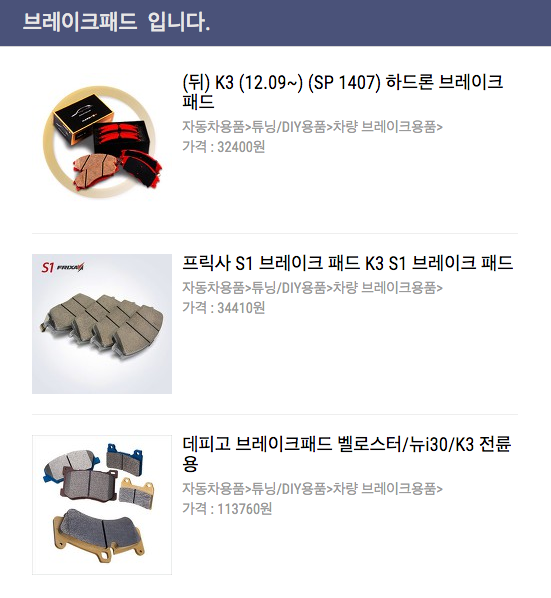 브레이크패드 입니다.
(뒤) K3 (12.09~) (SP 1407) 하드론 브레이크
패드
자동차용품>튜닝/DIY용품>차량 브레이크용품>
가격 : 32400원
S1 FRIXA
프릭사 S1 브레이크 패드 K3 S1 브레이크 패드
자동차용품>튜닝/DIY용품>차량 브레이크용품>
가격 : 34410원
데피고 브레이크패드 벨로스터/뉴i30/K3 전륜
용
자동차용품>튜닝/DIY용품>차량 브레이크용품>
가격 : 113760원